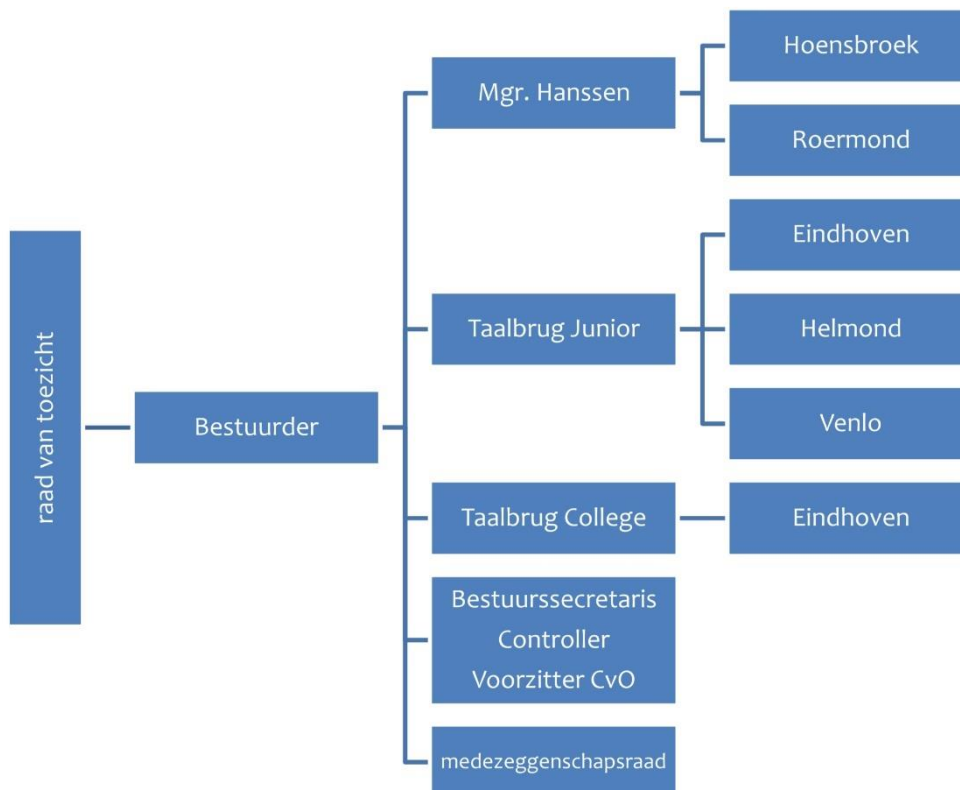 raad van toezicht
Bestuurder
Mgr. Hanssen
Hoensbroek
Roermond
Taalbrug Junior
Eindhoven
Helmond
Venlo
Taalbrug College
Eindhoven
Bestuurssecretaris
Controller
Voorzitter CvO
medezeggenschapsraad